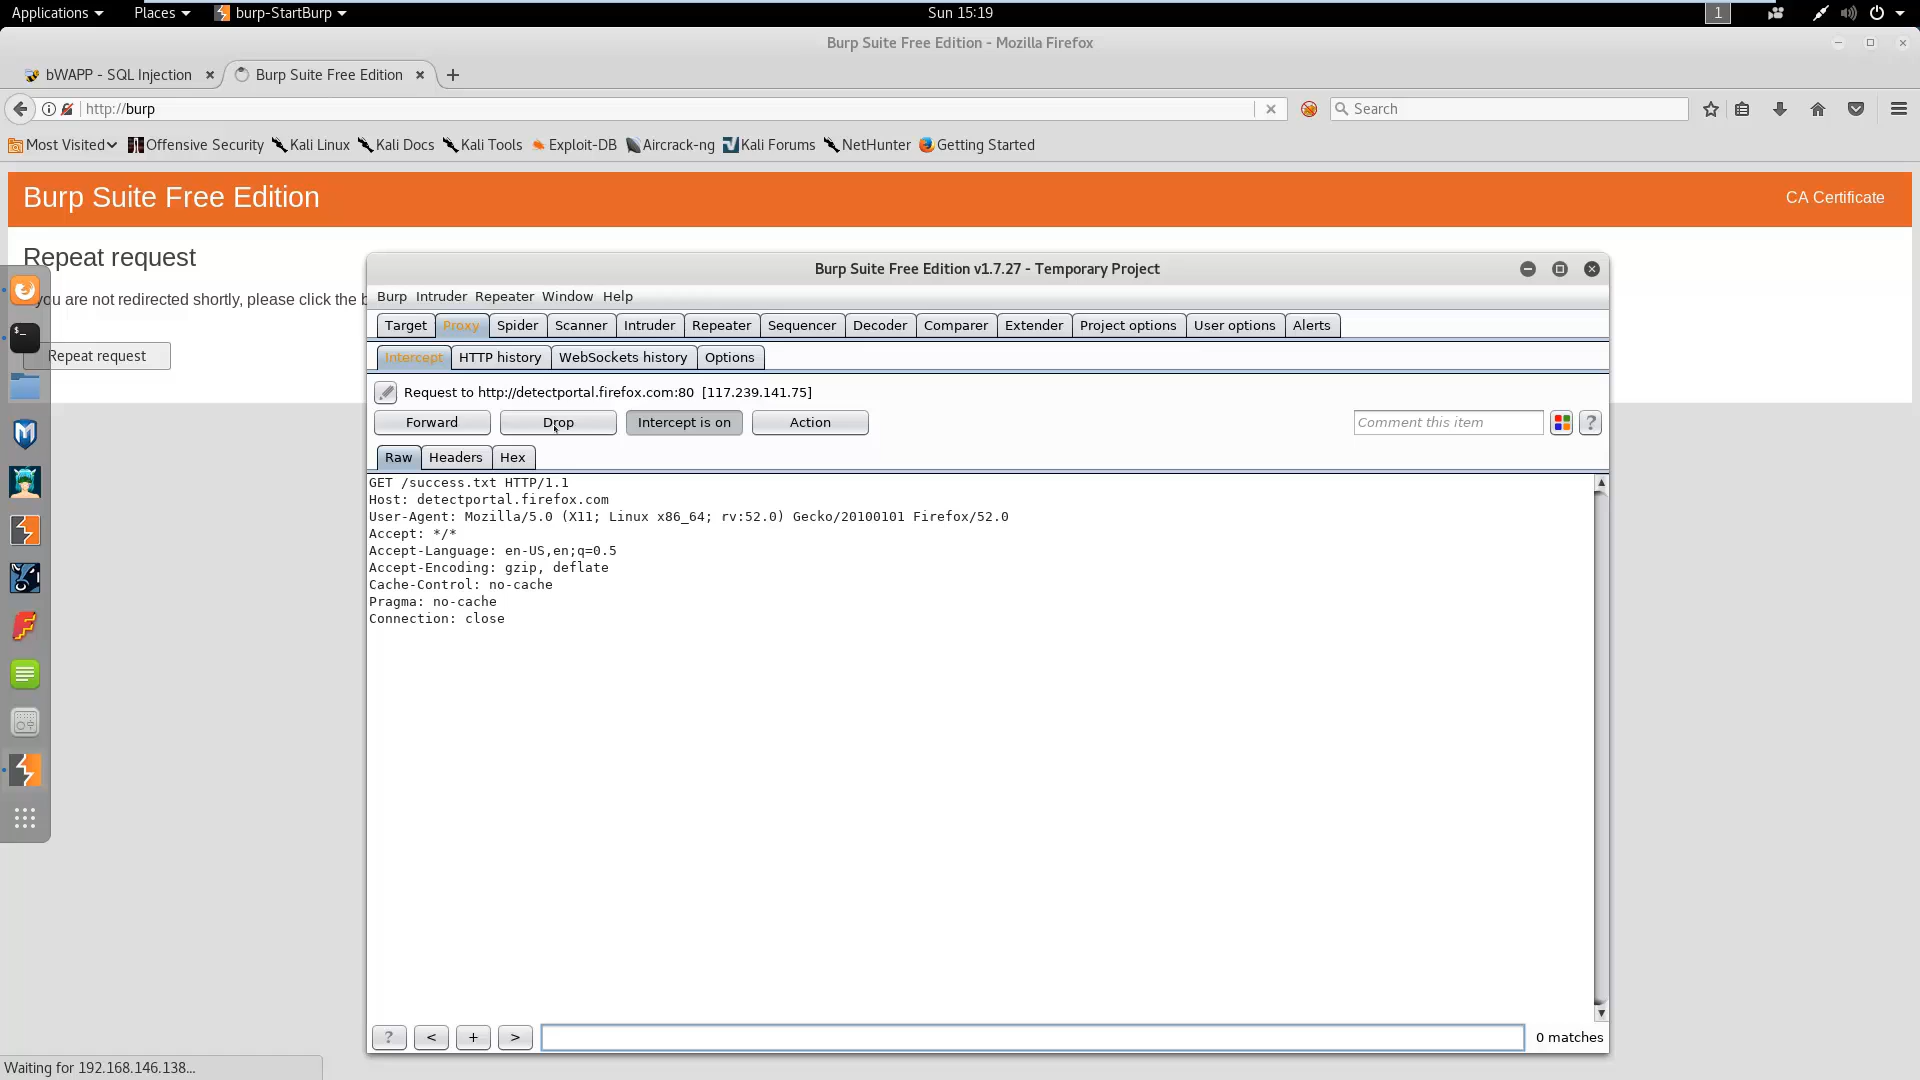 Applications Places burp-StartBurp Sun 15:19 1
Burp Suite Free Edition - Mozilla Firefox
bWAPP - SQL Injection Burp Suite Free Edition
http://burp Search
Most Visited Offensive Security Kali Linux Kali Docs Kali Tools Exploit-DB Aircrack-ng Kali Forums NetHunter Getting Started
Burp Suite Free Edition CA Certificate
Repeat request
you are not redirected shortly, please click the b
Repeat request
Burp Suite Free Edition v1.7.27 - Temporary Project
Burp Intruder Repeater Window Help
Target Proxy Spider Scanner Intruder Repeater Sequencer Decoder Comparer Extender Project options User options Alerts
Intercept HTTP history WebSockets history Options
Request to http://detectportal.firefox.com:80 [117.239.141.75]
Forward Drop Intercept is on Action Comment this item ?
Raw Headers Hex
GET /success.txt HTTP/1.1
Host: detectportal.firefox.com
User-Agent: Mozilla/5.0 (X11; Linux x86_64; rv:52.0) Gecko/20100101 Firefox/52.0
Accept: */*
Accept-Language: en-US,en;q=0.5
Accept-Encoding: gzip, deflate
Cache-Control: no-cache
Pragma: no-cache
Connection: close
? < + > 0 matches
Waiting for 192.168.146.138...